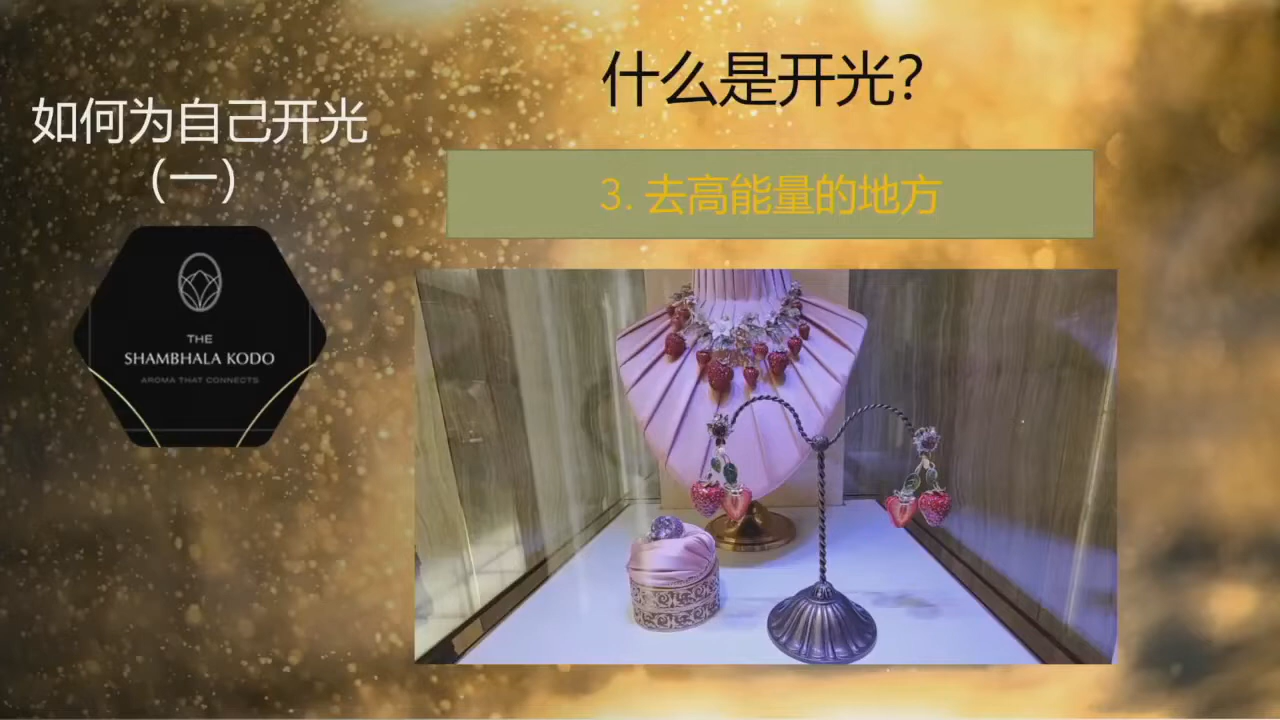 什么是开光?
如何为自己开光
(一)
3. 去高能量的地方
THE
SHAMBHALA KODO
AROMA THAT CONNECTS